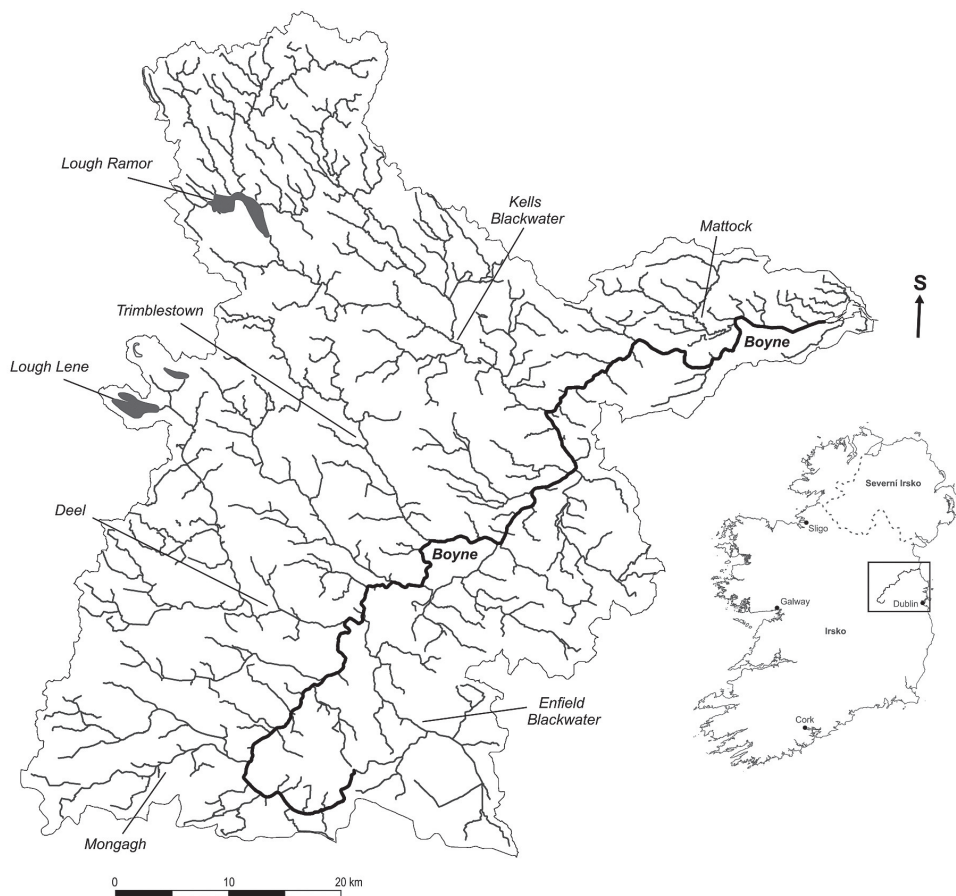 Lough Ramor
Kells
Blackwater
Mattock
S
Trimblestown
Boyne
Lough Lene
Severní Irsko
Deel
Sligo
Boyne
Galway
Dublin
Irsko
Enfield
Blackwater
Cork
Mongagh
0 10 20 km